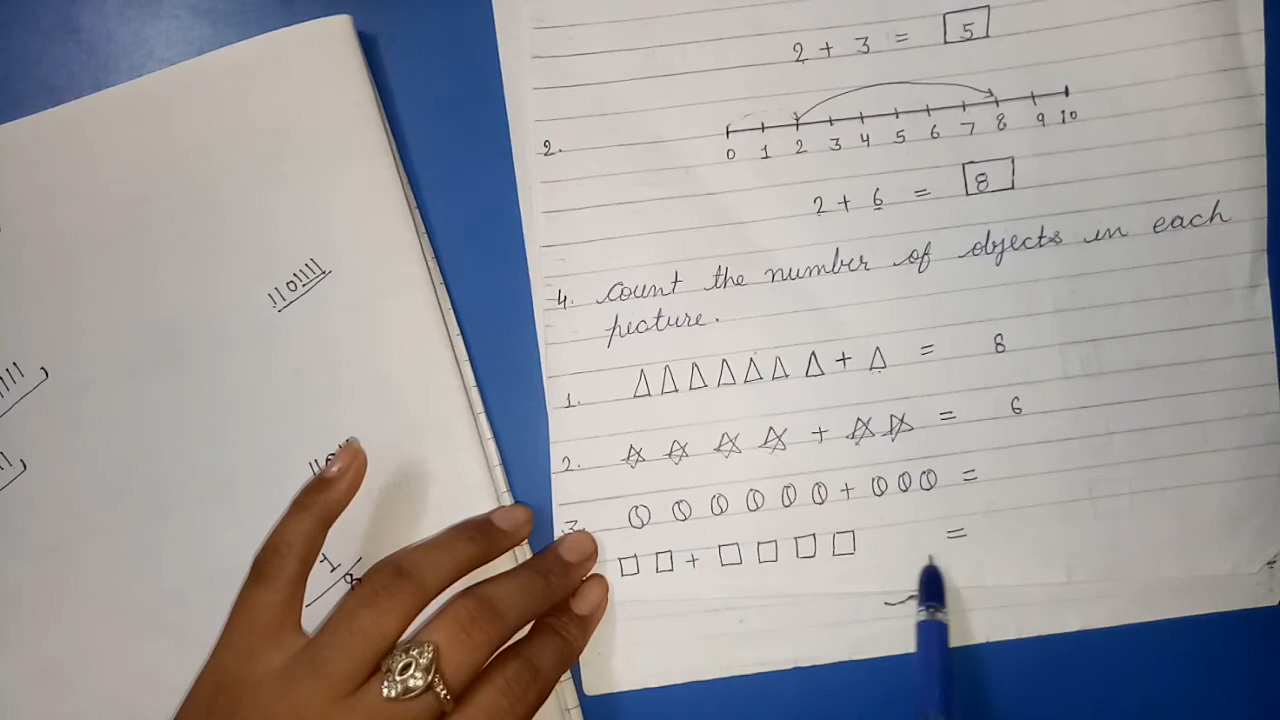 2 + 3 = 5
2.
0 1 2 3 4 5 6 7 8 9 10
2 + 6 = 8
4. Count the number of objects in each
picture.
1. Δ Δ Δ Δ Δ Δ Δ + Δ = 8
2. ☆ ☆ ☆ ☆ + ☆ ☆ = 6
3. + =
□ □ + □ □ □ □ =